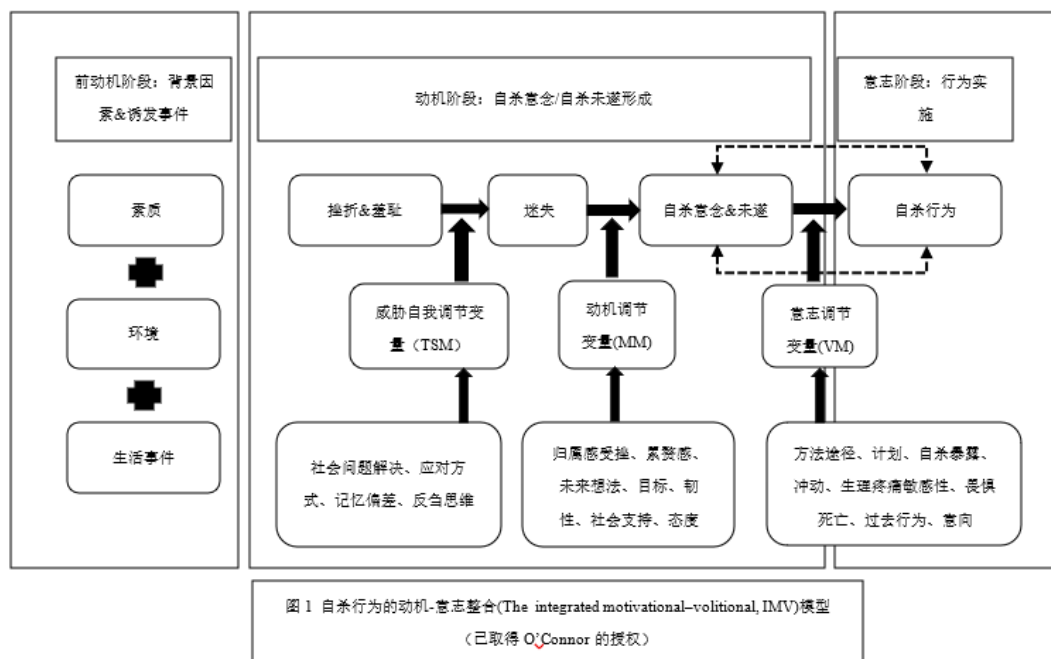 前动机阶段：背景因
素&诱发事件
动机阶段：自杀意念/自杀未遂形成
意志阶段：行为实
施
素质
挫折&羞耻
迷失
自杀意念&未遂
自杀行为
环境
威胁自我调节变
量（TSM）
动机调节
变量(MM)
意志调节
变量(VM)
生活事件
社会问题解决、应对方
式、记忆偏差、反刍思维
归属感受挫、累赘感、
未来想法、目标、韧
性、社会支持、态度
方法途径、计划、自杀暴露、
冲动、生理疼痛敏感性、畏惧
死亡、过去行为、意向
图 1 自杀行为的动机-意志整合(The integrated motivational–volitional, IMV)模型
（已取得 O’Connor 的授权）